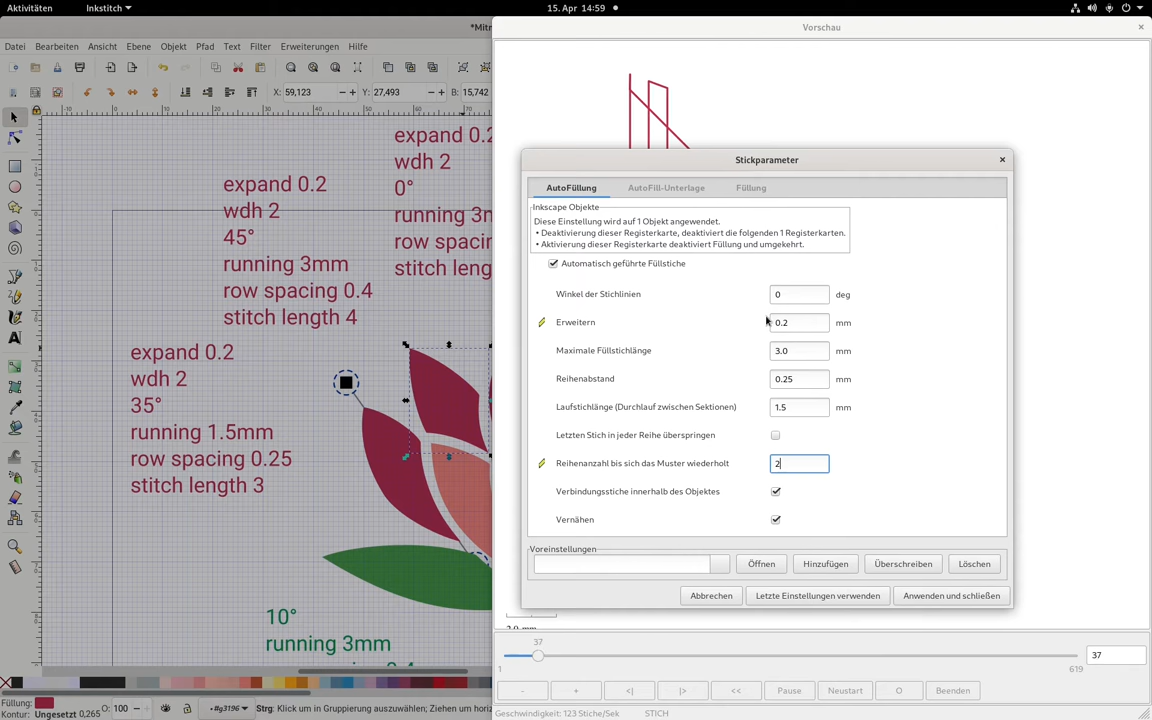 Aktivitäten
Inkstitch
15. Apr 14:59
Vorschau
Datei Bearbeiten Ansicht Ebene Objekt Pfad Text Filter Erweiterungen Hilfe
X: 59,123 − + Y: 27,493 − + B: 15,742
expand 0.2
wdh 2
0°
running 3m
row spacin
stitch leng
expand 0.2
wdh 2
45°
running 3mm
row spacing 0.4
stitch length 4
expand 0.2
wdh 2
35°
running 1.5mm
row spacing 0.25
stitch length 3
10°
running 3mm
Stickparameter
AutoFüllung AutoFill-Unterlage Füllung
Inkscape Objekte
Diese Einstellung wird auf 1 Objekt angewendet.
• Deaktivierung dieser Registerkarte, deaktiviert die folgenden 1 Registerkarten.
• Aktivierung dieser Registerkarte deaktiviert Füllung und umgekehrt.
Automatisch geführte Füllstiche
Winkel der Stichlinien 0 deg
Erweitern 0.2 mm
Maximale Füllstichlänge 3.0 mm
Reihenabstand 0.25 mm
Laufstichlänge (Durchlauf zwischen Sektionen) 1.5 mm
Letzten Stich in jeder Reihe überspringen
Reihenanzahl bis sich das Muster wiederholt 2
Verbindungsstiche innerhalb des Objektes
Vernähen
Voreinstellungen
Öffnen Hinzufügen Überschreiben Löschen
Abbrechen Letzte Einstellungen verwenden Anwenden und schließen
37
37
1 619
- + <| |> << Pause Neustart O Beenden
Geschwindigkeit: 123 Stiche/Sek STICH
Füllung:
Kontur: Ungesetzt 0,265
O: 100 − +
#g3196
Strg: Klick um in Gruppierung auszuwählen; Ziehen um horiz